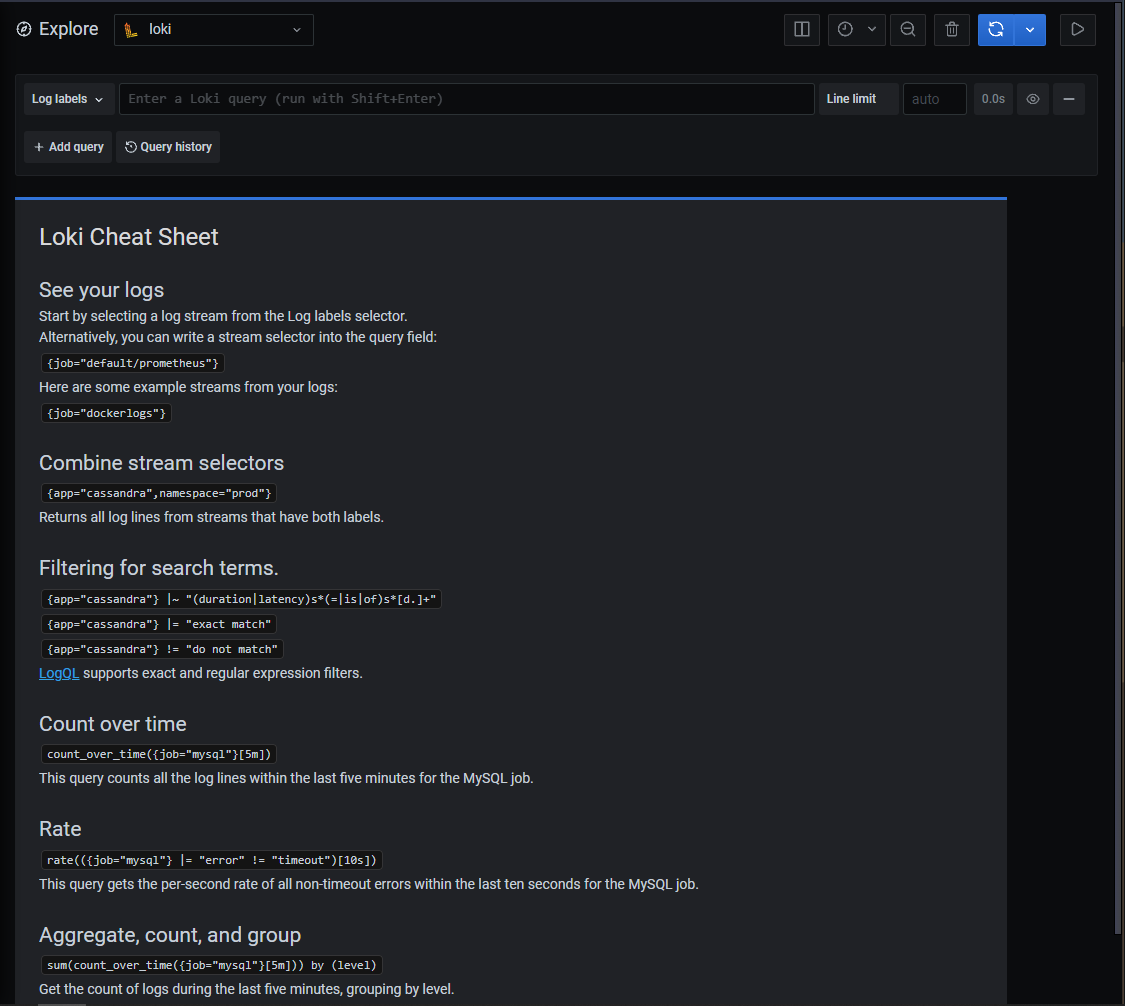 Explore
loki
Log labels
Enter a Loki query (run with Shift+Enter)
Line limit
auto
0.0s
+ Add query
Query history
Loki Cheat Sheet
See your logs
Start by selecting a log stream from the Log labels selector.
Alternatively, you can write a stream selector into the query field:
{job="default/prometheus"}
Here are some example streams from your logs:
{job="dockerlogs"}
Combine stream selectors
{app="cassandra",namespace="prod"}
Returns all log lines from streams that have both labels.
Filtering for search terms.
{app="cassandra"} |~ "(duration|latency)s*(=|is|of)s*[d.]+"
{app="cassandra"} |= "exact match"
{app="cassandra"} != "do not match"
LogQL supports exact and regular expression filters.
Count over time
count_over_time({job="mysql"}[5m])
This query counts all the log lines within the last five minutes for the MySQL job.
Rate
rate(({job="mysql"} |= "error" != "timeout")[10s])
This query gets the per-second rate of all non-timeout errors within the last ten seconds for the MySQL job.
Aggregate, count, and group
sum(count_over_time({job="mysql"}[5m])) by (level)
Get the count of logs during the last five minutes, grouping by level.